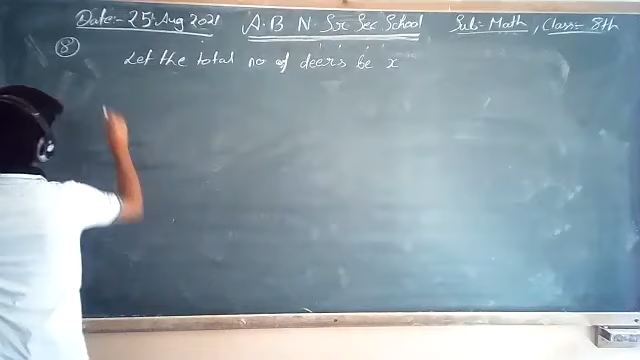 Date:- 25 Aug 2021 A. B. N. Sr Sec School Sub:- Math, Class:- 8th
8 Let the total no of deers be x